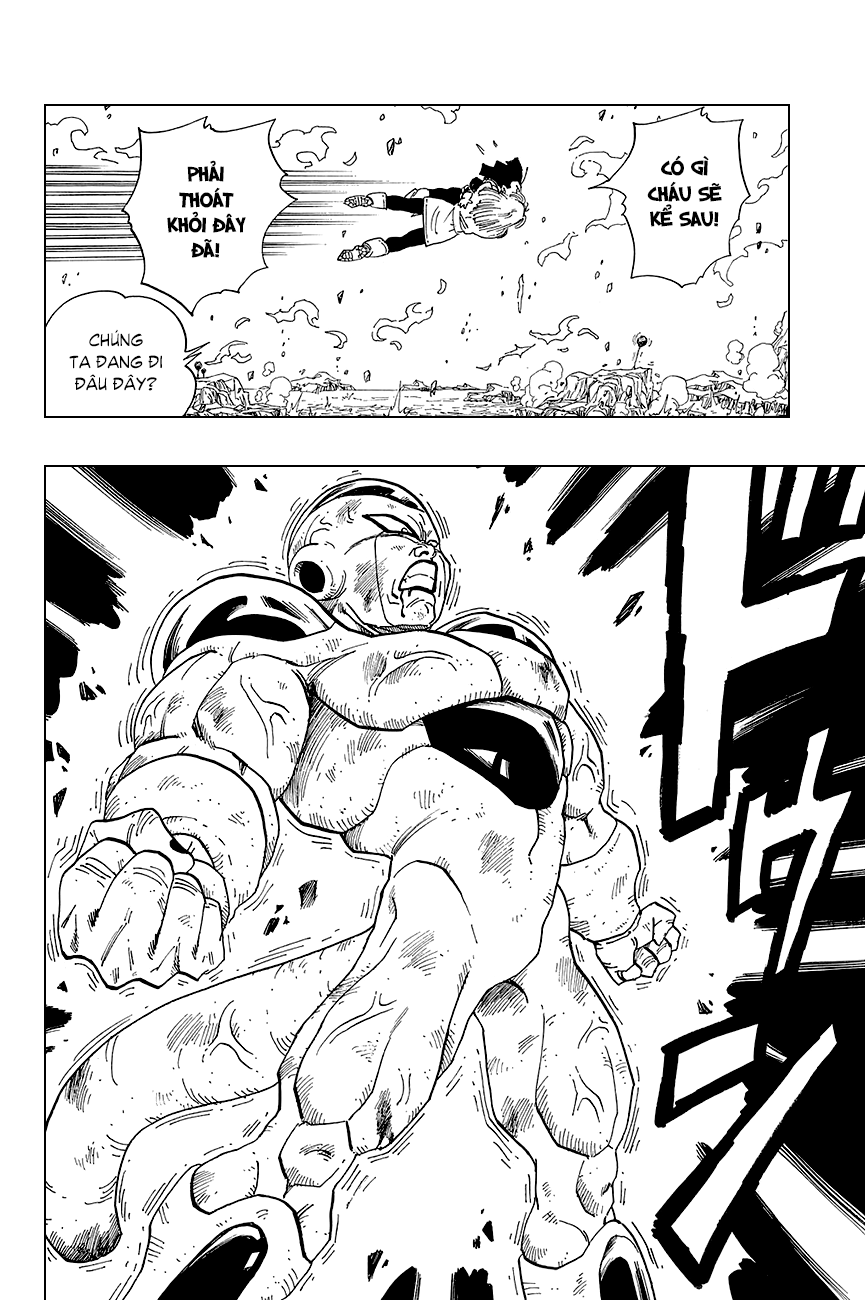 CÓ GÌ
CHÁU SẼ
KỂ SAU!
PHẢI
THOÁT
KHỎI ĐÂY
ĐÃ!
CHÚNG
TA ĐANG ĐI
ĐÂU ĐÂY?